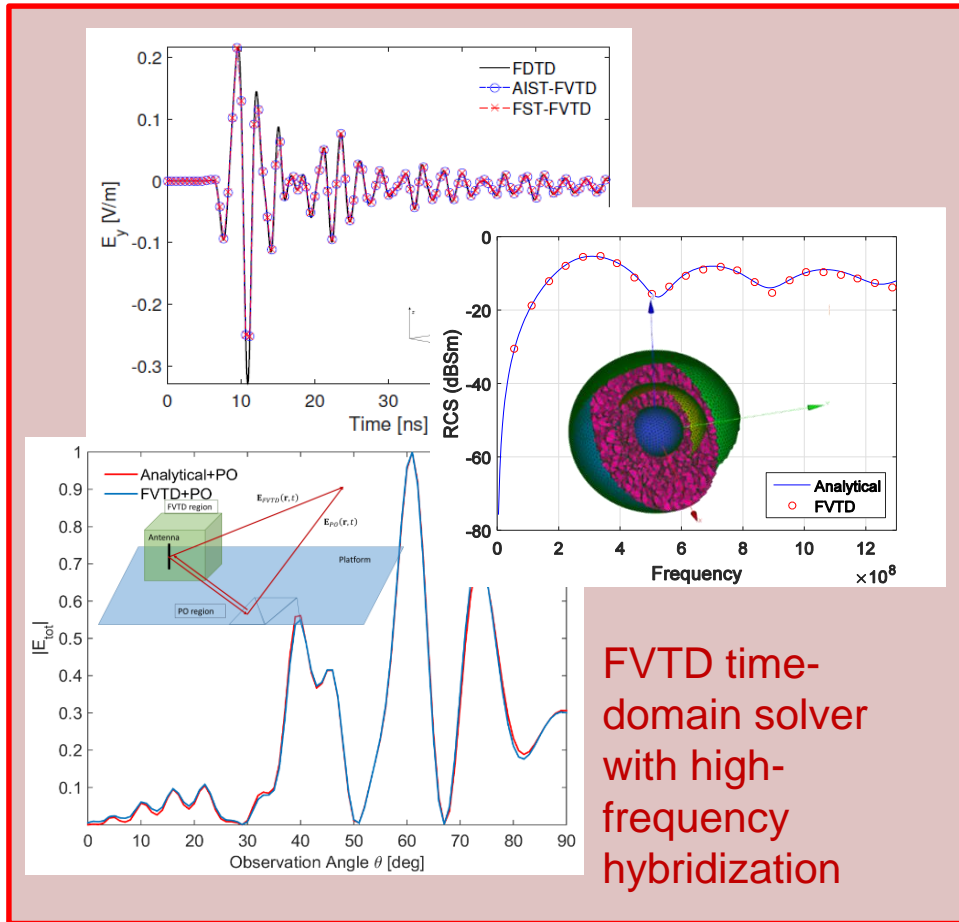 0.2
0.1
0
-0.1
-0.2
-0.3
E_y [V/m]
FDTD
AIST-FVTD
FST-FVTD
0 10 20 30
Time [ns]
z
0
-20
-40
-60
-80
RCS (dBSm)
Analytical
FVTD
0 2 4 6 8 10 12
Frequency
×10^8
1
0.9
0.8
0.7
0.6
0.5
0.4
0.3
0.2
0.1
|E_tot|
Analytical+PO
FVTD+PO
FVTD region
Antenna
E_FVTD(r, t)
E_PO(r, t)
Platform
PO region
0 10 20 30 40 50 60 70 80 90
Observation Angle θ [deg]
FVTD time-
domain solver
with high-
frequency
hybridization